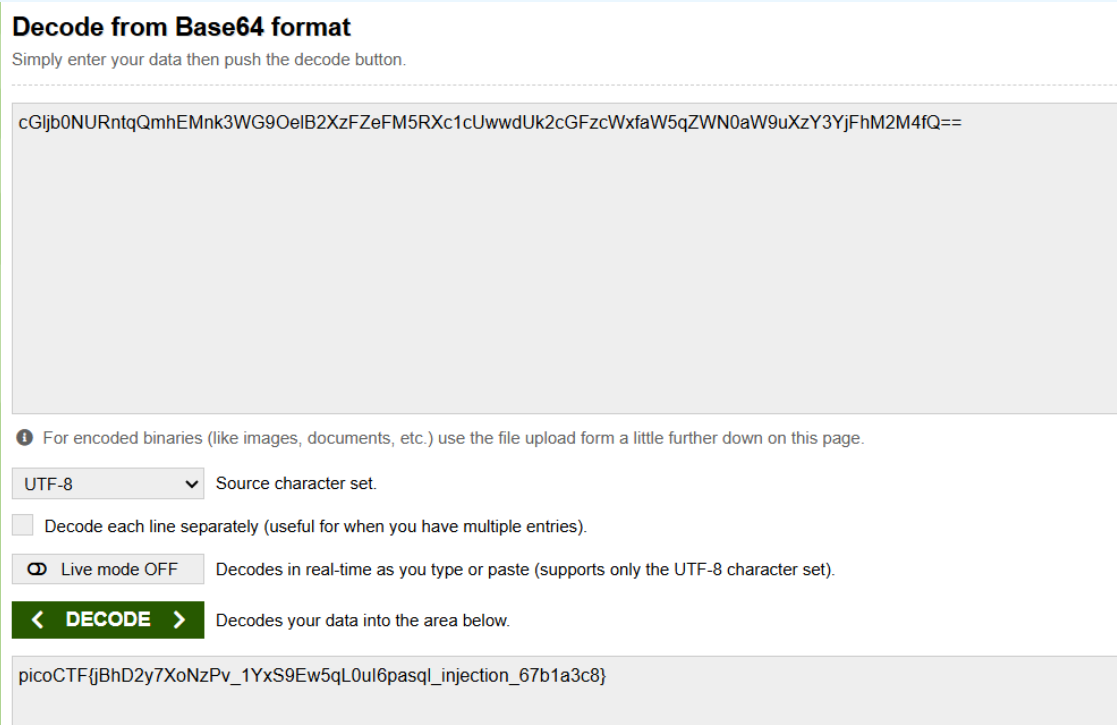 Decode from Base64 format
Simply enter your data then push the decode button.
cGljb0NURntqQmhEMnk3WG9OelB2XzFZeFM5RXc1cUwwdUk2cGFzcWxfaW5qZWN0aW9uXzY3YjFhM2M4fQ==
For encoded binaries (like images, documents, etc.) use the file upload form a little further down on this page.
UTF-8 Source character set.
Decode each line separately (useful for when you have multiple entries).
Live mode OFF Decodes in real-time as you type or paste (supports only the UTF-8 character set).
< DECODE > Decodes your data into the area below.
picoCTF{jBhD2y7XoNzPv_1YxS9Ew5qL0uI6pasql_injection_67b1a3c8}